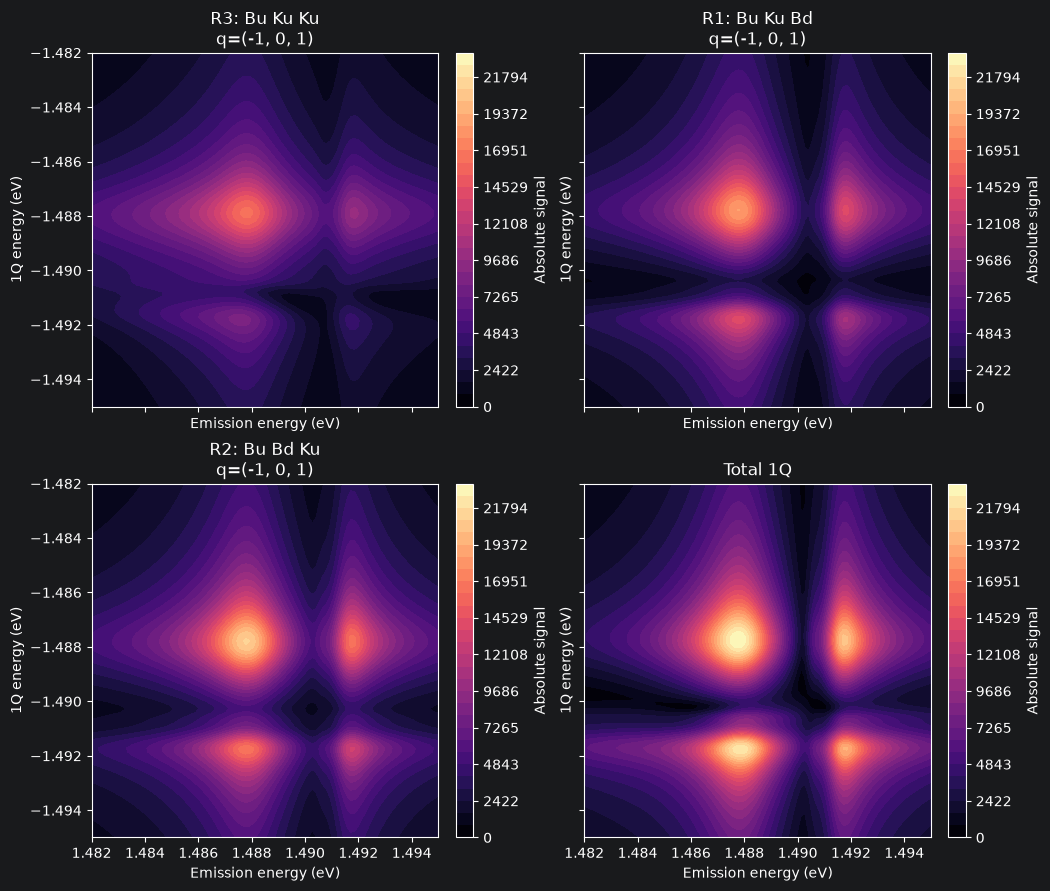 R3: Bu Ku Ku
q=(-1, 0, 1)
−1.482
−1.484
−1.486
−1.488
−1.490
−1.492
−1.494
1Q energy (eV)
Emission energy (eV)
21794
19372
16951
14529
12108
9686
7265
4843
2422
0
Absolute signal
R1: Bu Ku Bd
q=(-1, 0, 1)
1Q energy (eV)
Emission energy (eV)
21794
19372
16951
14529
12108
9686
7265
4843
2422
0
Absolute signal
R2: Bu Bd Ku
q=(-1, 0, 1)
−1.482
−1.484
−1.486
−1.488
−1.490
−1.492
−1.494
1Q energy (eV)
1.482 1.484 1.486 1.488 1.490 1.492 1.494
Emission energy (eV)
21794
19372
16951
14529
12108
9686
7265
4843
2422
0
Absolute signal
Total 1Q
1Q energy (eV)
1.482 1.484 1.486 1.488 1.490 1.492 1.494
Emission energy (eV)
21794
19372
16951
14529
12108
9686
7265
4843
2422
0
Absolute signal